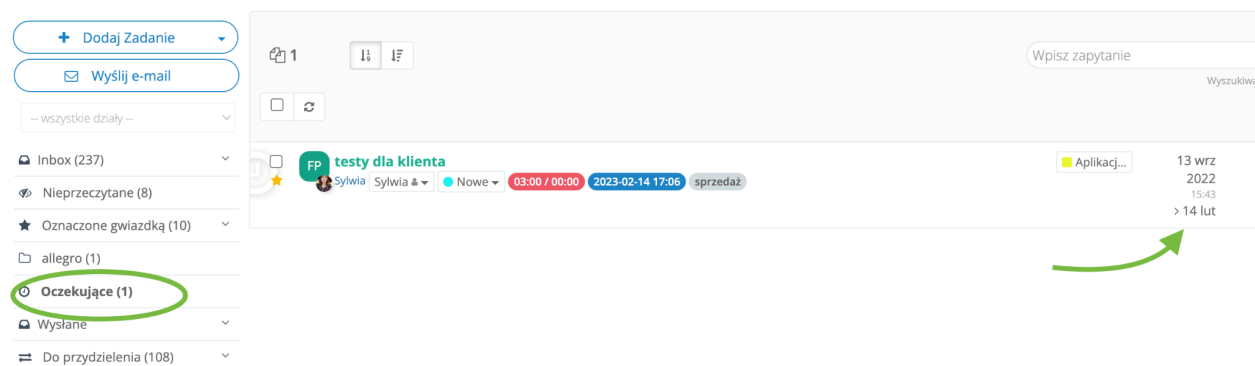 Dodaj Zadanie
Wyślij e-mail
-- wszystkie działy --
Inbox (237)
Nieprzeczytane (8)
Oznaczone gwiazdką (10)
allegro (1)
Oczekujące (1)
Wysłane
Do przydzielenia (108)
1
Wpisz zapytanie
Wyszukiwa
FP
testy dla klienta
Sylwia Sylwia Nowe 03:00 / 00:00 2023-02-14 17:06 sprzedaż
Aplikacj...
13 wrz
2022
15:43
> 14 lut